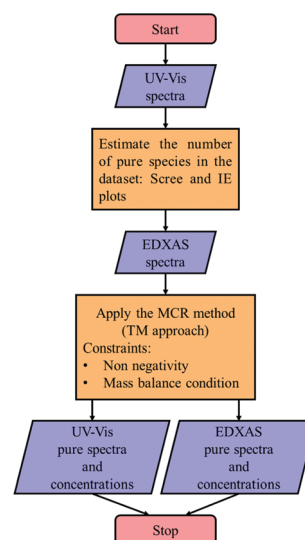 Start
UV-Vis
spectra
Estimate the number
of pure species in the
dataset: Scree and IE
plots
EDXAS
spectra
Apply the MCR method
(TM approach)
Constraints:
• Non negativity
• Mass balance condition
UV-Vis
pure spectra
and
concentrations
EDXAS
pure spectra
and
concentrations
Stop